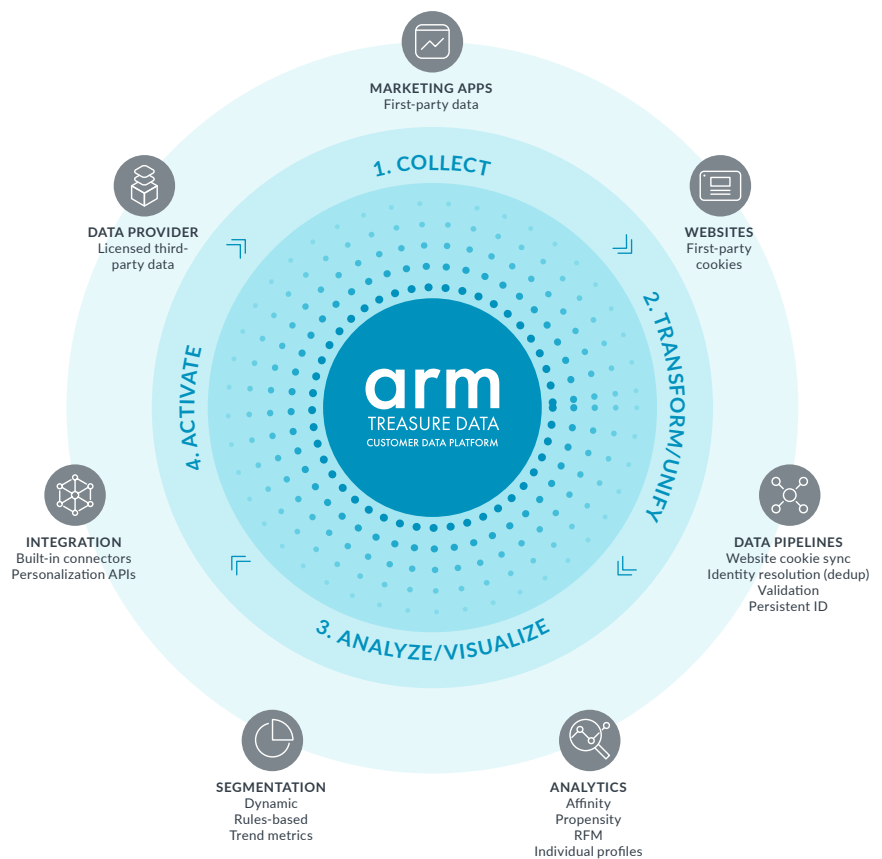 MARKETING APPS
First-party data
1. COLLECT
DATA PROVIDER
Licensed third-
party data
WEBSITES
First-party
cookies
2. TRANSFORM/UNIFY
4. ACTIVATE
arm
TREASURE DATA
CUSTOMER DATA PLATFORM
INTEGRATION
Built-in connectors
Personalization APIs
DATA PIPELINES
Website cookie sync
Identity resolution (dedup)
Validation
Persistent ID
3. ANALYZE/VISUALIZE
SEGMENTATION
Dynamic
Rules-based
Trend metrics
ANALYTICS
Affinity
Propensity
RFM
Individual profiles